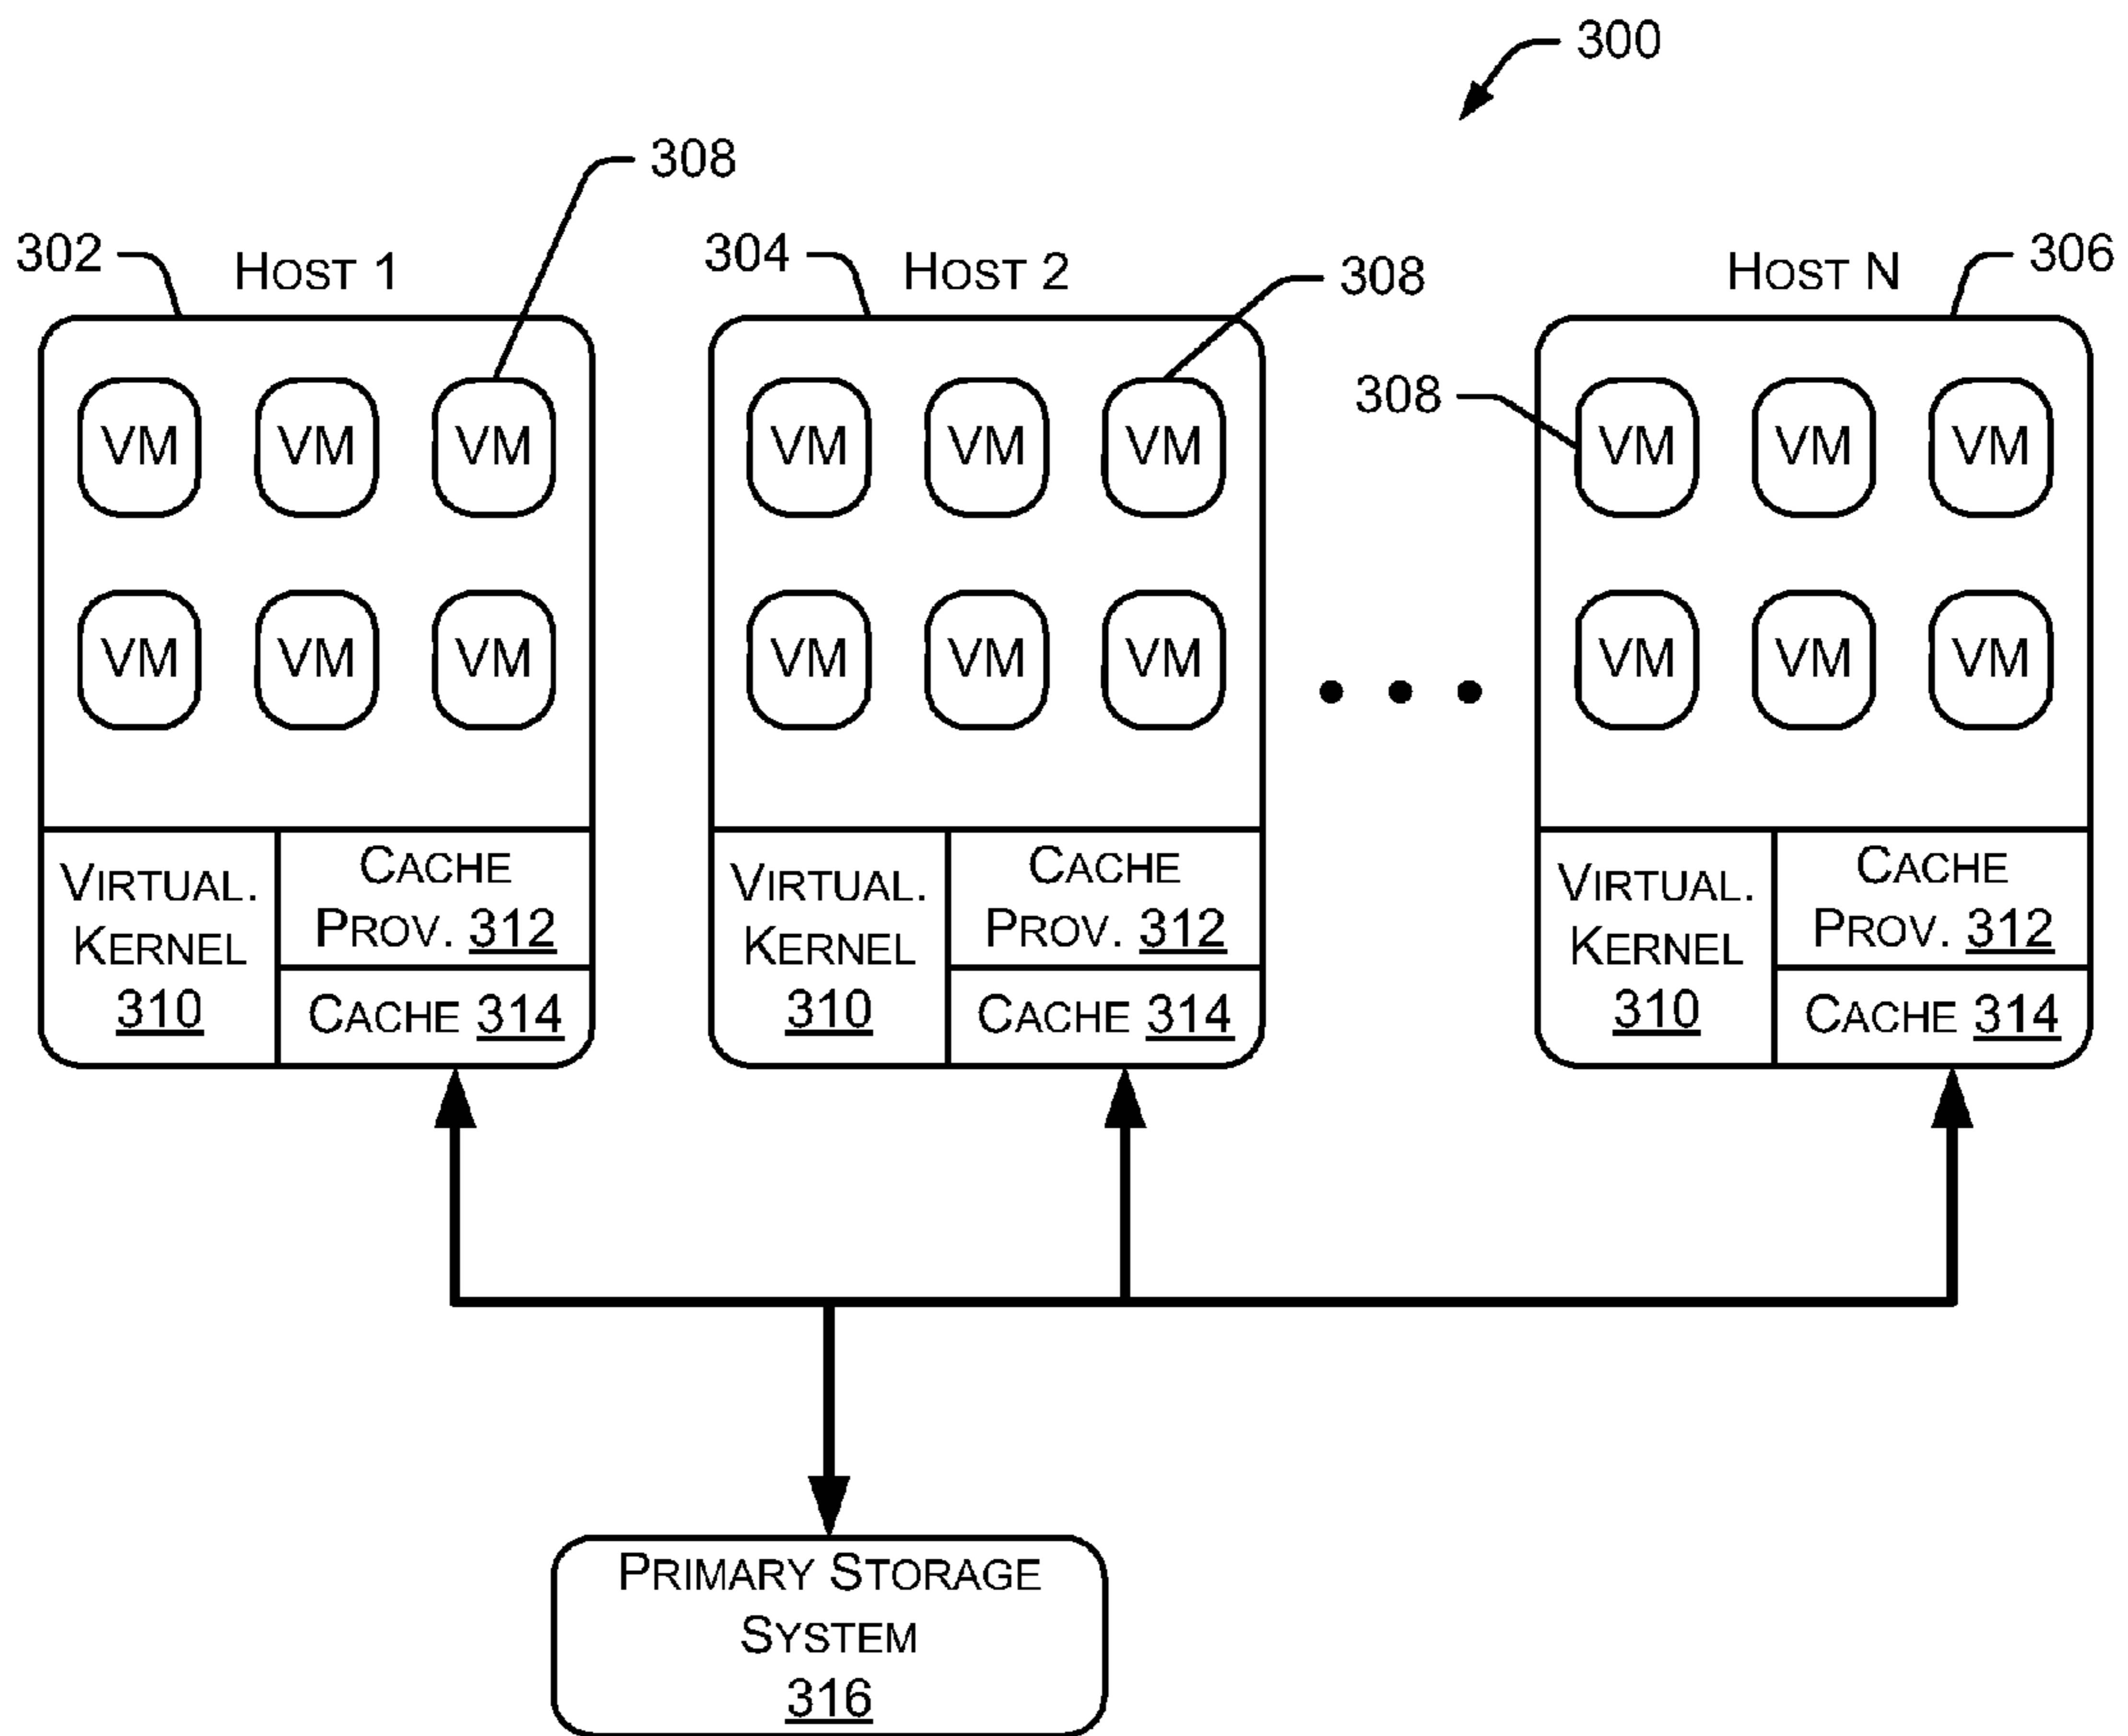 300
308
302 HOST 1
304 HOST 2
308
HOST N 306
308
VM VM VM
VM VM VM
VM VM VM
VM VM VM
VM VM VM
VM VM VM
VIRTUAL.
KERNEL
310
CACHE
PROV. 312
CACHE 314
VIRTUAL.
KERNEL
310
CACHE
PROV. 312
CACHE 314
VIRTUAL.
KERNEL
310
CACHE
PROV. 312
CACHE 314
PRIMARY STORAGE
SYSTEM
316